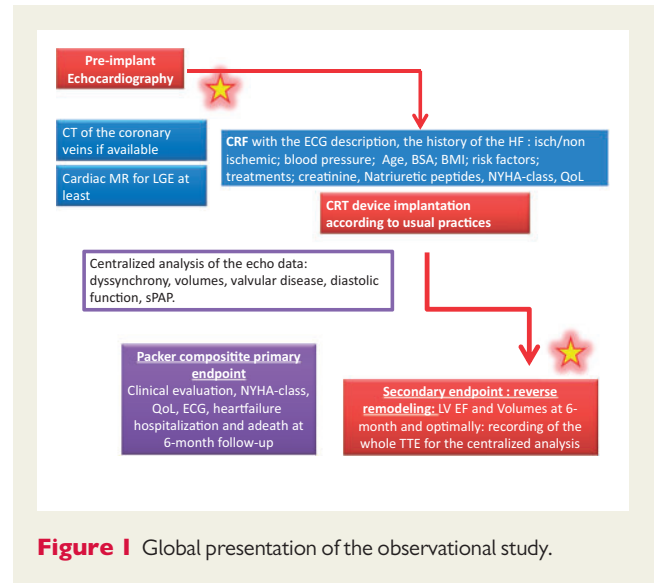 Pre-implant
Echocardiography
CT of the coronary
veins if available
Cardiac MR for LGE at
least
CRF with the ECG description, the history of the HF : isch/non
ischemic; blood pressure; Age, BSA; BMI; risk factors;
treatments; creatinine, Natriuretic peptides, NYHA-class, QoL
CRT device implantation
according to usual practices
Centralized analysis of the echo data:
dyssynchrony, volumes, valvular disease, diastolic
function, sPAP.
Packer compositite primary
endpoint
Clinical evaluation, NYHA-class,
QoL, ECG, heartfailure
hospitalization and adeath at
6-month follow-up
Secondary endpoint : reverse
remodeling: LV EF and Volumes at 6-
month and optimally: recording of the
whole TTE for the centralized analysis
Figure 1 Global presentation of the observational study.